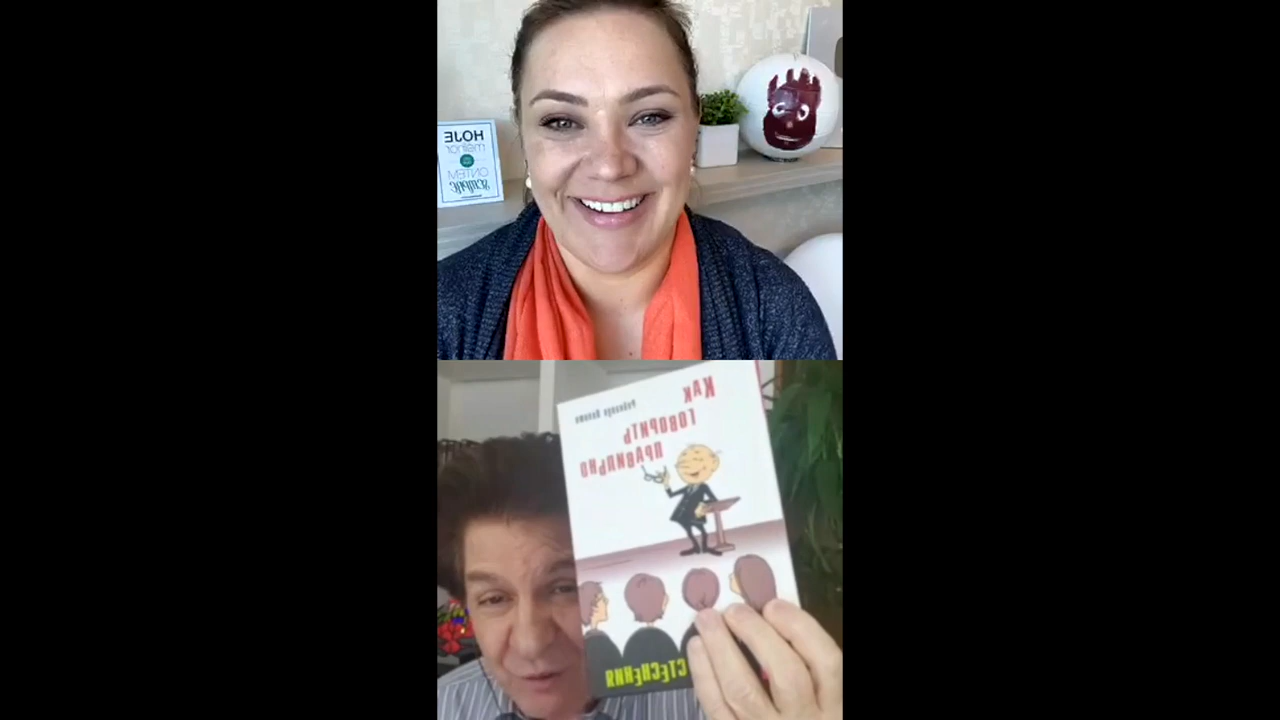 HOJE
melhor
ONTEM
КАК
ГОВОРИТЬ
ПРАВИЛЬНО
СТЕСНЕНИЯ